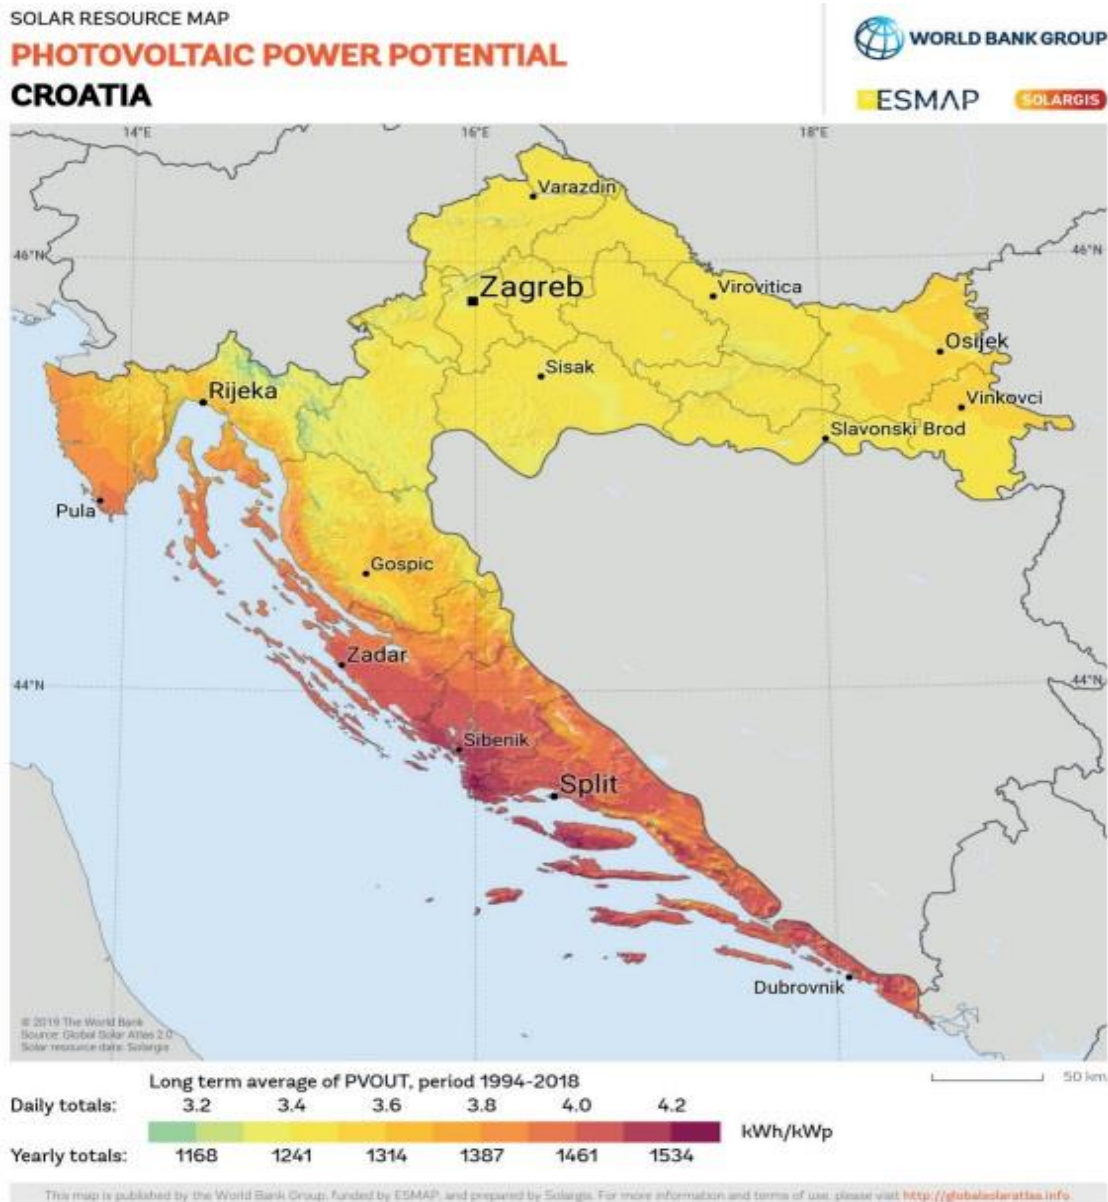 SOLAR RESOURCE MAP
PHOTOVOLTAIC POWER POTENTIAL
CROATIA
WORLD BANK GROUP
ESMAP
SOLARGIS
14°E 16°E 18°E
Varazdin
46°N 46°N
Zagreb
Virovitica
Osijek
Sisak
Rijeka
Vinkovci
Slavonski Brod
Pula
Gospic
Zadar
44°N 44°N
Sibenik
Split
Dubrovnik
© 2019 The World Bank
Source: Global Solar Atlas 2.0
Solar resource data: Solargis
Long term average of PVOUT, period 1994-2018
50 km
Daily totals: 3.2 3.4 3.6 3.8 4.0 4.2
kWh/kWp
Yearly totals: 1168 1241 1314 1387 1461 1534
This map is published by the World Bank Group, funded by ESMAP, and prepared by Solargis. For more information and terms of use, please visit http://globalsolaratlas.info.